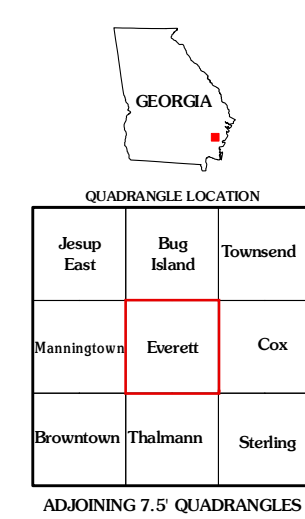 GEORGIA
QUADRANGLE LOCATION
Jesup
East
Bug
Island
Townsend
Manningtown
Everett
Cox
Browntown
Thalmann
Sterling
ADJOINING 7.5' QUADRANGLES